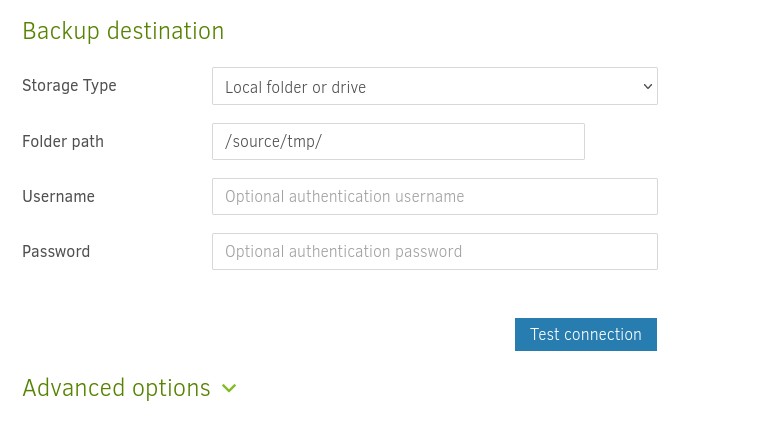 Backup destination
Storage Type
Local folder or drive
Folder path
/source/tmp/
Username
Optional authentication username
Password
Optional authentication password
Test connection
Advanced options